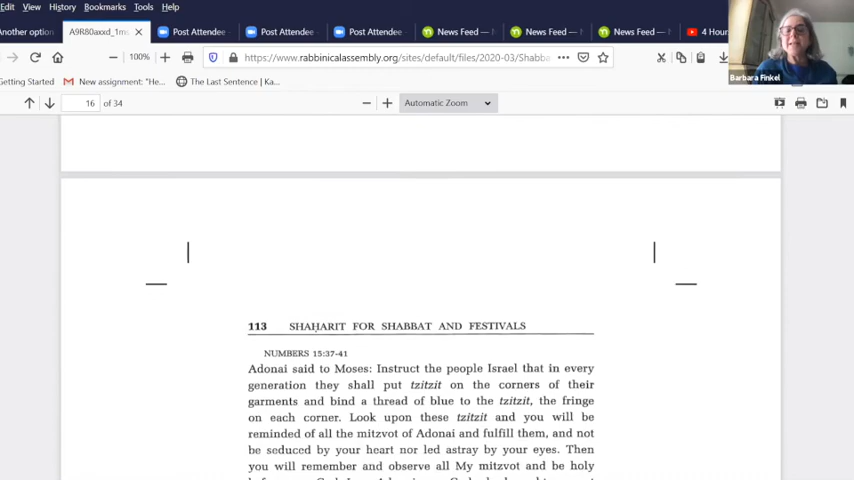 Edit View History Bookmarks Tools Help
Another option
A9R80axxd_1ms
Post Attendee
Post Attendee
Post Attendee
News Feed —
News Feed —
News Feed —
4 Hour
100%
https://www.rabbinicalassembly.org/sites/default/files/2020-03/Shabba
Getting Started
New assignment: "He...
The Last Sentence | Ka...
Barbara Finkel
16 of 34
Automatic Zoom
113 SHAḤARIT FOR SHABBAT AND FESTIVALS
NUMBERS 15:37-41
Adonai said to Moses: Instruct the people Israel that in every
generation they shall put tzitzit on the corners of their
garments and bind a thread of blue to the tzitzit, the fringe
on each corner. Look upon these tzitzit and you will be
reminded of all the mitzvot of Adonai and fulfill them, and not
be seduced by your heart nor led astray by your eyes. Then
you will remember and observe all My mitzvot and be holy